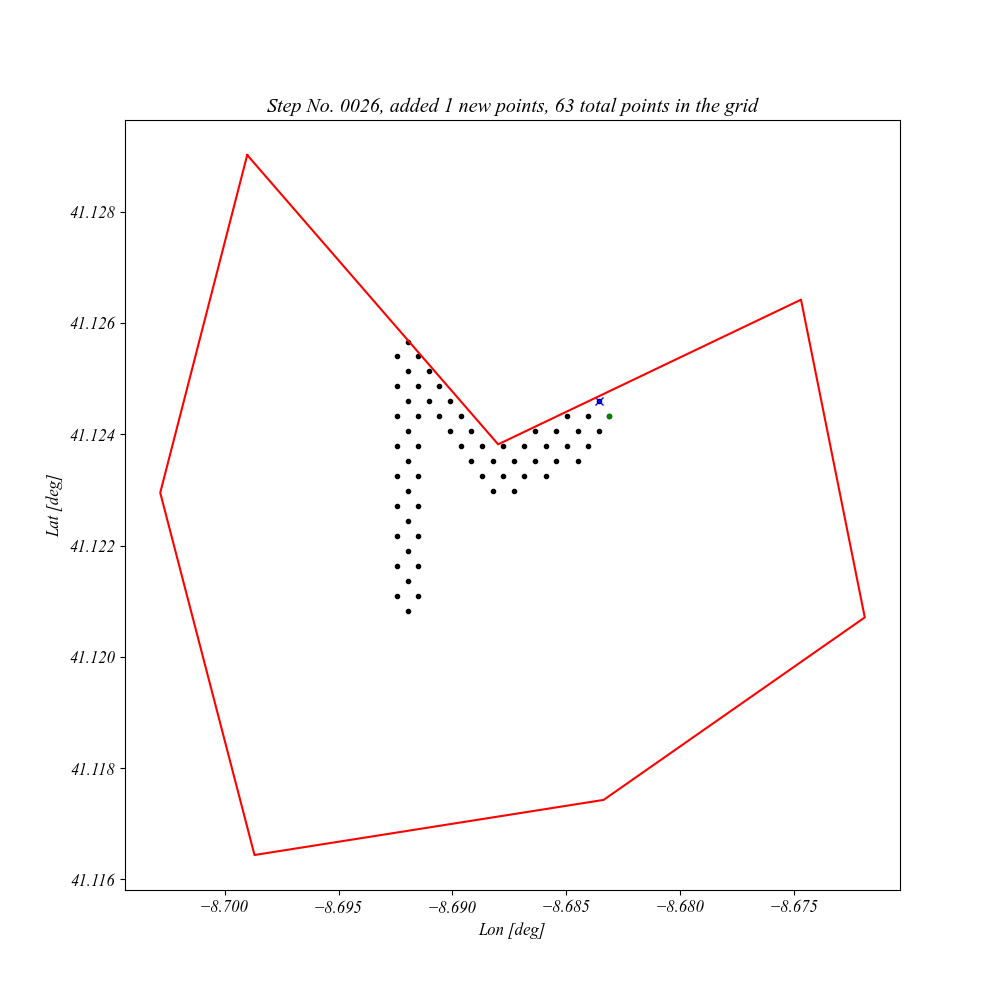 Step No. 0026, added 1 new points, 63 total points in the grid
41.128
41.126
41.124
41.122
41.120
41.118
41.116
Lat [deg]
−8.700 −8.695 −8.690 −8.685 −8.680 −8.675
Lon [deg]